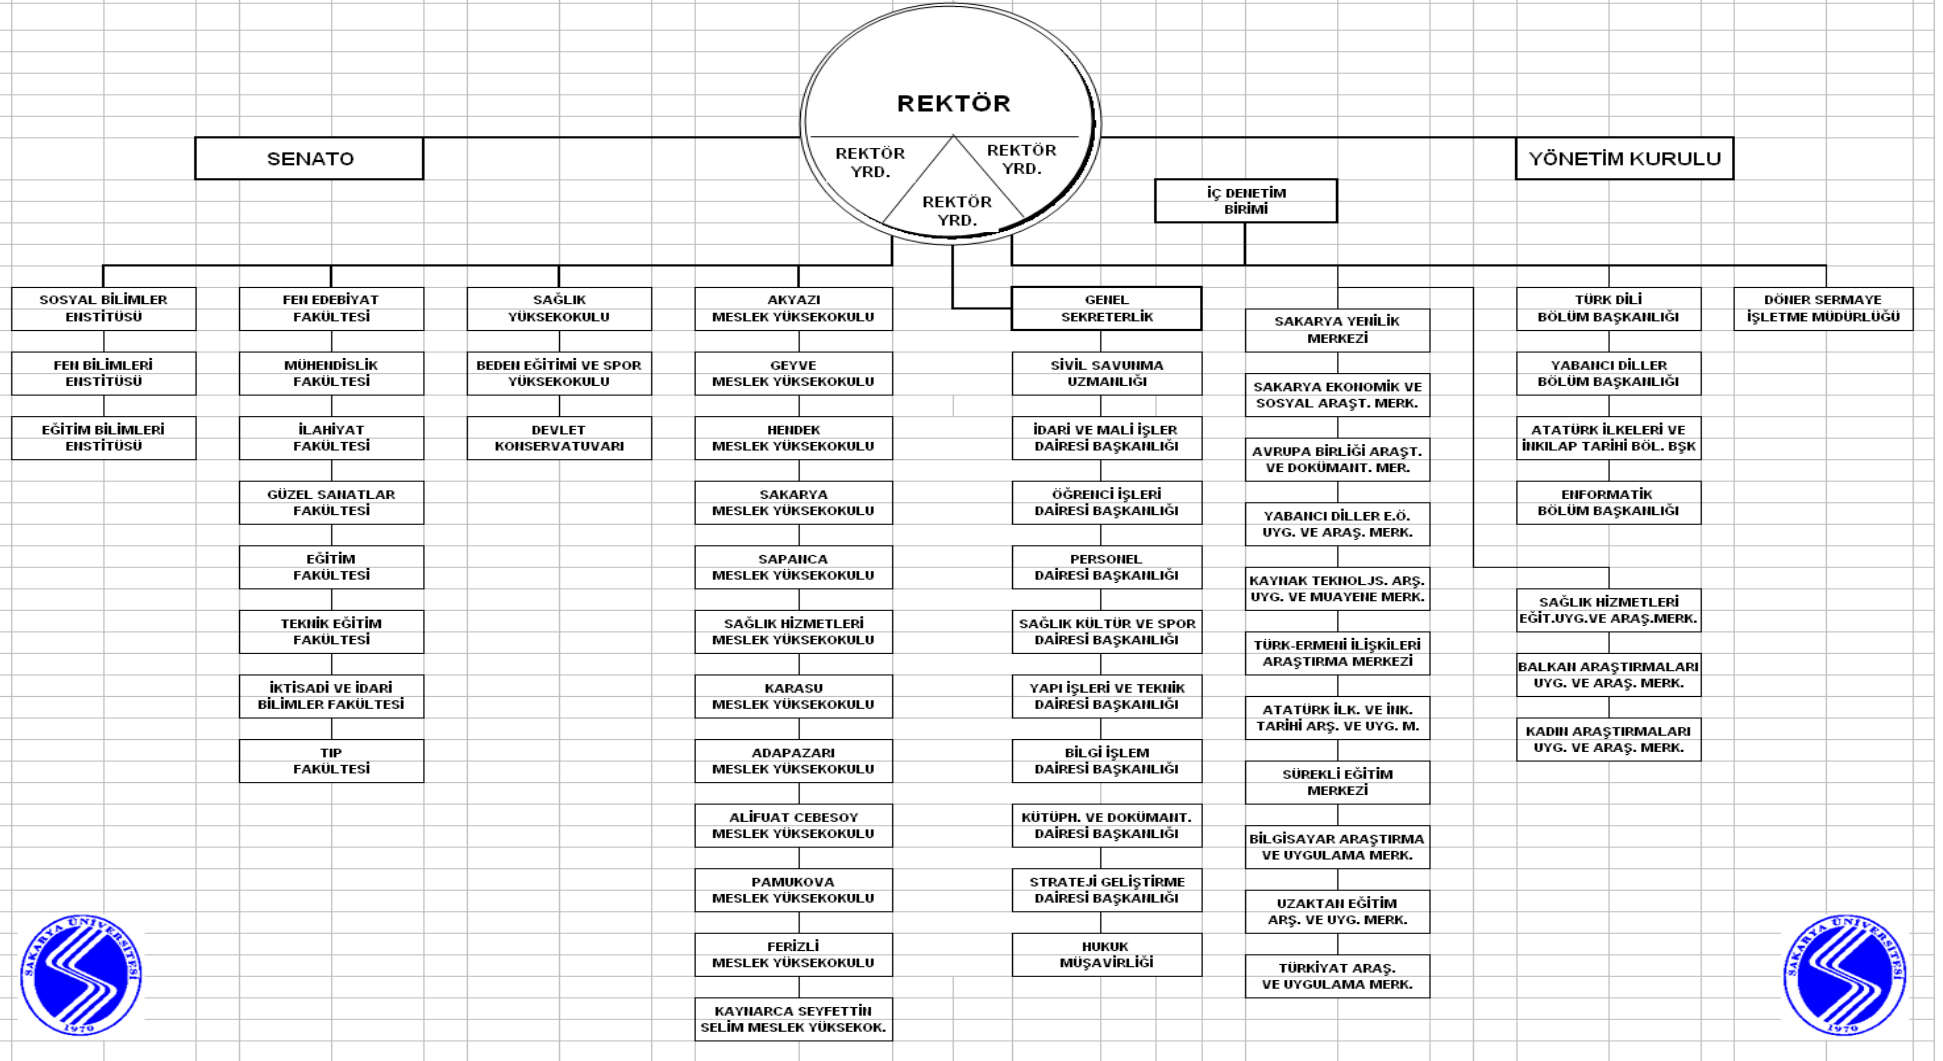 REKTÖR
REKTÖR
YRD.
REKTÖR
YRD.
REKTÖR
YRD.
SENATO
YÖNETİM KURULU
İÇ DENETİM
BİRİMİ
SOSYAL BİLİMLER
ENSTİTÜSÜ
FEN BİLİMLERİ
ENSTİTÜSÜ
EĞİTİM BİLİMLERİ
ENSTİTÜSÜ
FEN EDEBİYAT
FAKÜLTESİ
MÜHENDİSLİK
FAKÜLTESİ
İLAHİYAT
FAKÜLTESİ
GÜZEL SANATLAR
FAKÜLTESİ
EĞİTİM
FAKÜLTESİ
TEKNİK EĞİTİM
FAKÜLTESİ
İKTİSADİ VE İDARİ
BİLİMLER FAKÜLTESİ
TIP
FAKÜLTESİ
SAĞLIK
YÜKSEKOKULU
BEDEN EĞİTİMİ VE SPOR
YÜKSEKOKULU
DEVLET
KONSERVATUVARI
AKYAZI
MESLEK YÜKSEKOKULU
GEYVE
MESLEK YÜKSEKOKULU
HENDEK
MESLEK YÜKSEKOKULU
SAKARYA
MESLEK YÜKSEKOKULU
SAPANCA
MESLEK YÜKSEKOKULU
SAĞLIK HİZMETLERİ
MESLEK YÜKSEKOKULU
KARASU
MESLEK YÜKSEKOKULU
ADAPAZARI
MESLEK YÜKSEKOKULU
ALİFUAT CEBESOY
MESLEK YÜKSEKOKULU
PAMUKOVA
MESLEK YÜKSEKOKULU
FERİZLİ
MESLEK YÜKSEKOKULU
KAYNARCA SEYFETTİN
SELİM MESLEK YÜKSEKOK.
GENEL
SEKRETERLİK
SİVİL SAVUNMA
UZMANLIĞI
İDARİ VE MALİ İŞLER
DAİRESİ BAŞKANLIĞI
ÖĞRENCİ İŞLERİ
DAİRESİ BAŞKANLIĞI
PERSONEL
DAİRESİ BAŞKANLIĞI
SAĞLIK KÜLTÜR VE SPOR
DAİRESİ BAŞKANLIĞI
YAPI İŞLERİ VE TEKNİK
DAİRESİ BAŞKANLIĞI
BİLGİ İŞLEM
DAİRESİ BAŞKANLIĞI
KÜTÜPH. VE DOKÜMANT.
DAİRESİ BAŞKANLIĞI
STRATEJİ GELİŞTİRME
DAİRESİ BAŞKANLIĞI
HUKUK
MÜŞAVİRLİĞİ
SAKARYA YENİLİK
MERKEZİ
SAKARYA EKONOMİK VE
SOSYAL ARAŞT. MERK.
AVRUPA BİRLİĞİ ARAŞT.
VE DOKÜMANT. MER.
YABANCI DİLLER E.Ö.
UYG. VE ARAŞ. MERK.
KAYNAK TEKNOLJS. ARŞ.
UYG. VE MUAYENE MERK.
TÜRK-ERMENİ İLİŞKİLERİ
ARAŞTIRMA MERKEZİ
ATATÜRK İLK. VE İNK.
TARİHİ ARŞ. VE UYG. M.
SÜREKLİ EĞİTİM
MERKEZİ
BİLGİSAYAR ARAŞTIRMA
VE UYGULAMA MERK.
UZAKTAN EĞİTİM
ARŞ. VE UYG. MERK.
TÜRKİYAT ARAŞ.
VE UYGULAMA MERK.
TÜRK DİLİ
BÖLÜM BAŞKANLIĞI
YABANCI DİLLER
BÖLÜM BAŞKANLIĞI
ATATÜRK İLKELERİ VE
İNKILAP TARİHİ BÖL. BŞK
ENFORMATİK
BÖLÜM BAŞKANLIĞI
SAĞLIK HİZMETLERİ
EĞİT.UYG.VE ARAŞ.MERK.
BALKAN ARAŞTIRMALARI
UYG. VE ARAŞ. MERK.
KADIN ARAŞTIRMALARI
UYG. VE ARAŞ. MERK.
DÖNER SERMAYE
İŞLETME MÜDÜRLÜĞÜ
SAKARYA ÜNİVERSİTESİ
1970
SAKARYA ÜNİVERSİTESİ
1970